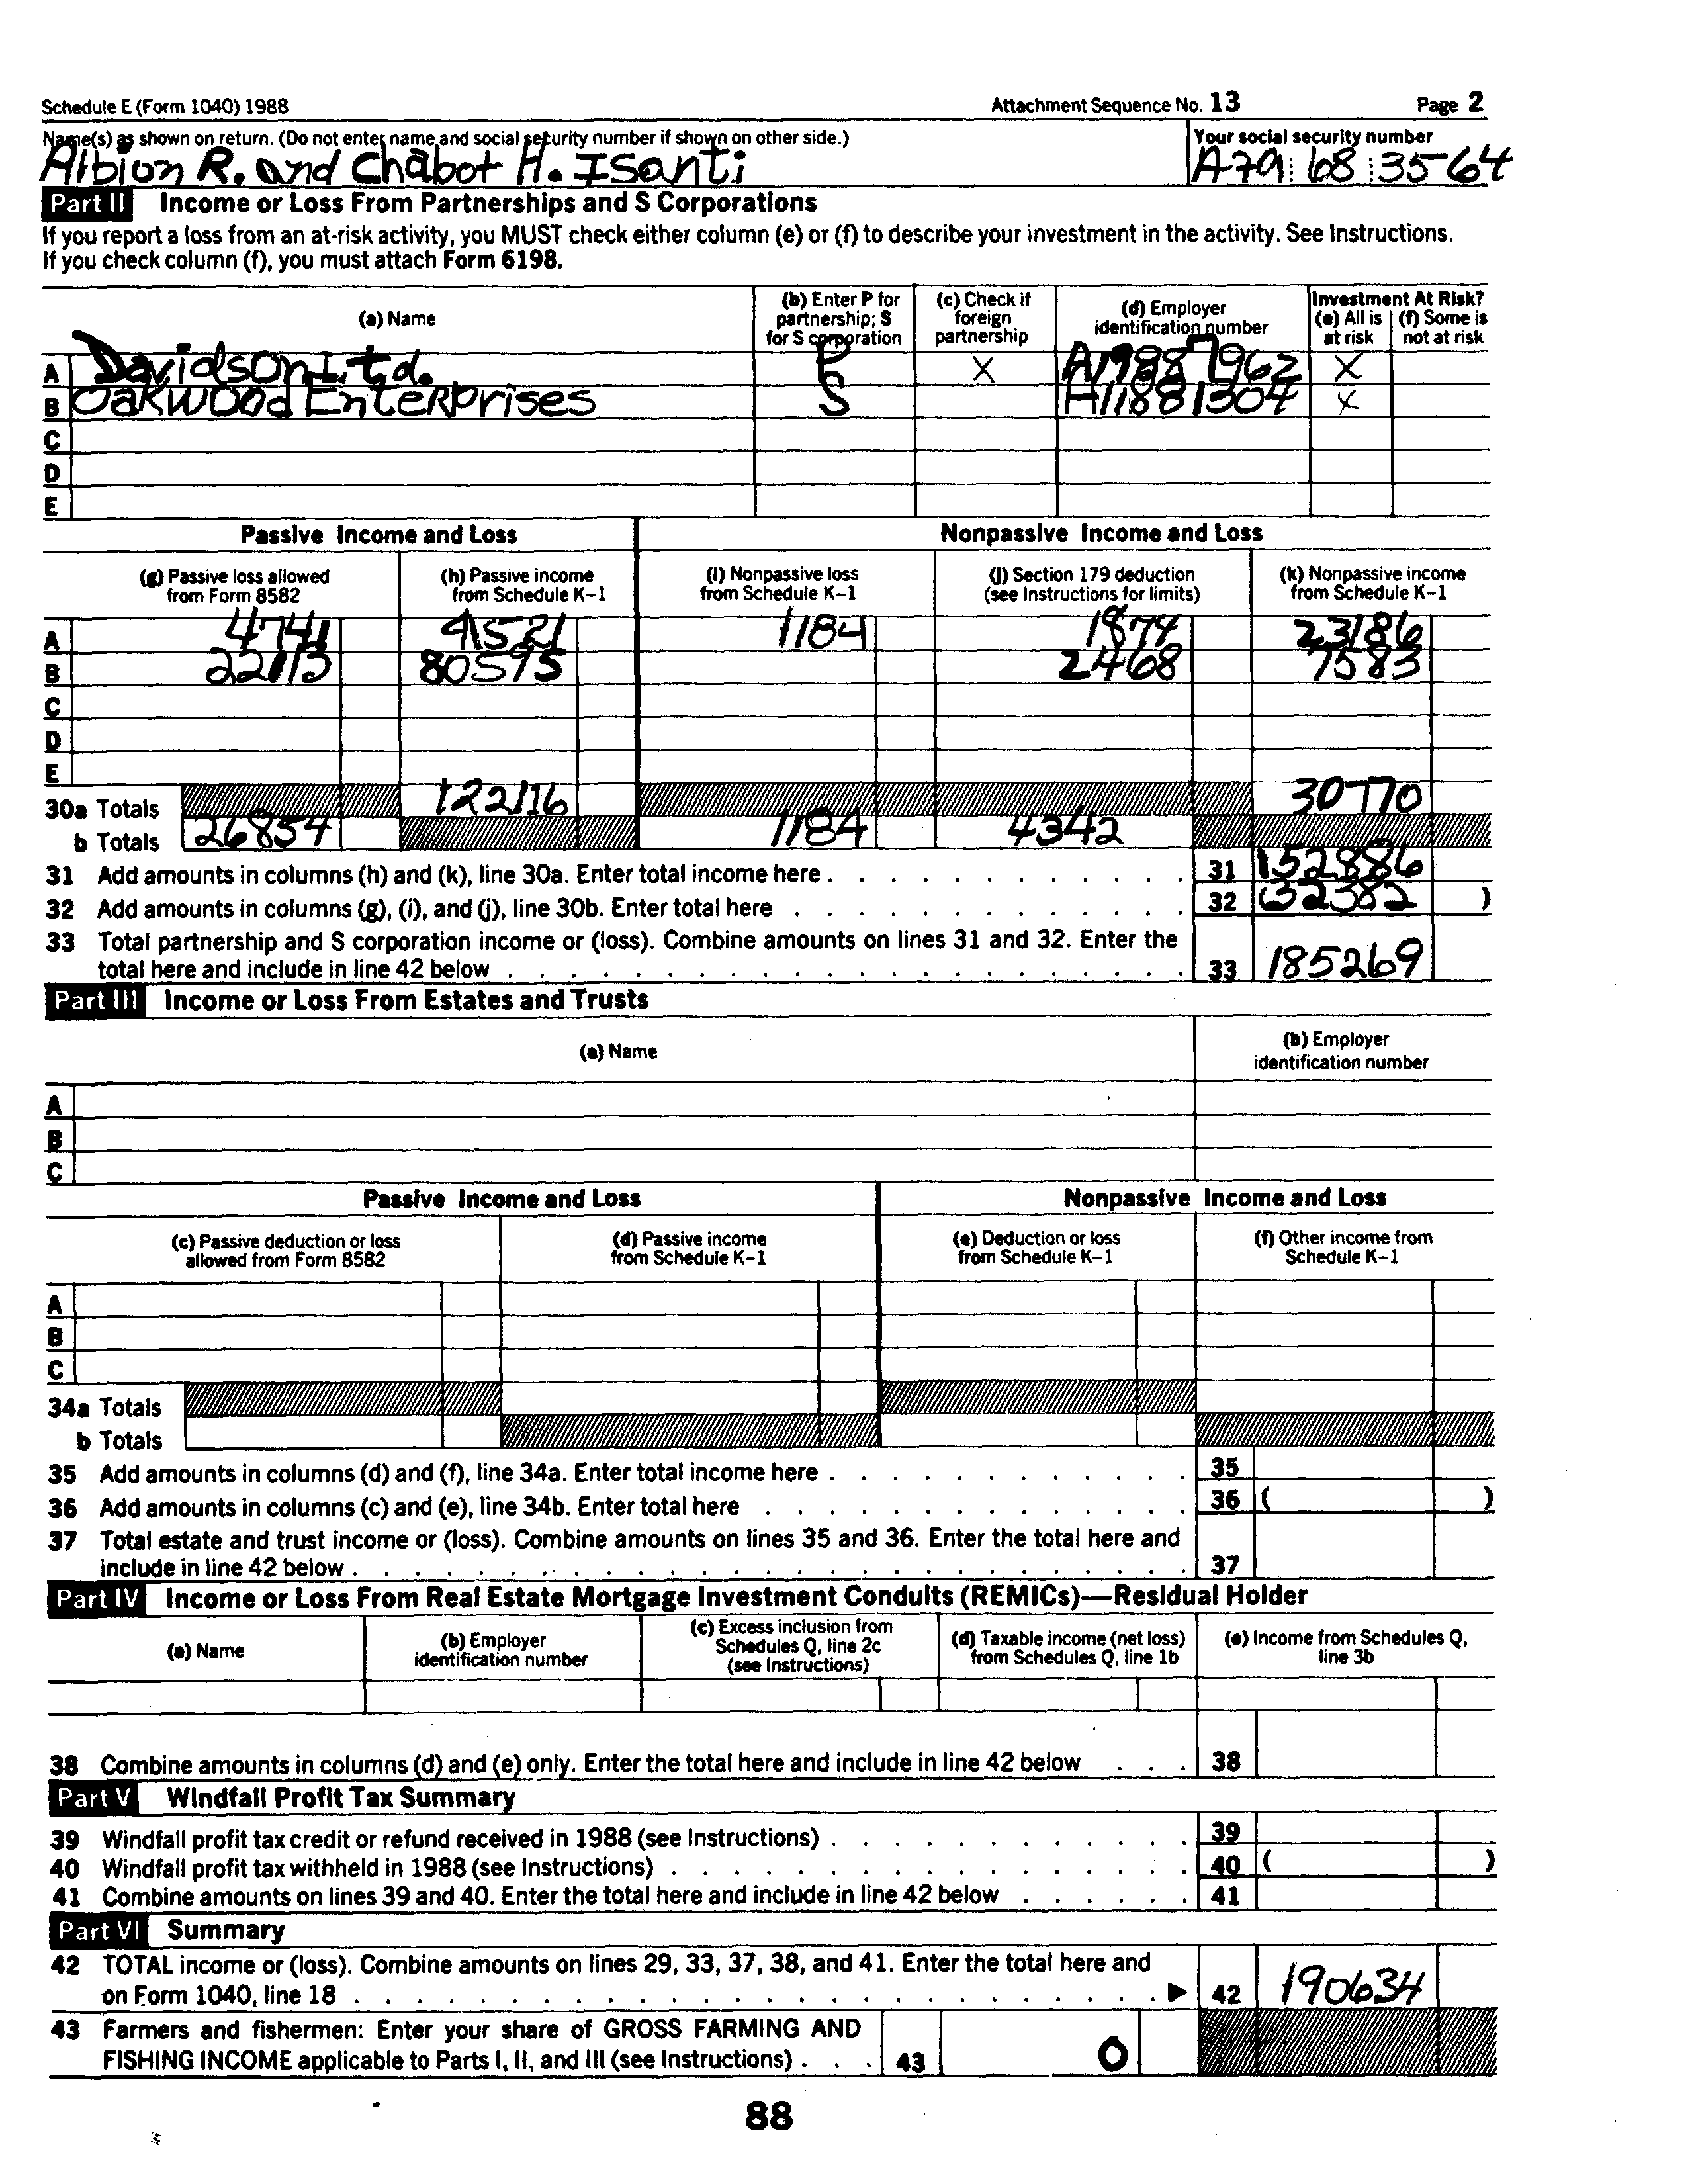 Schedule E (Form 1040) 1988 Attachment Sequence No. 13 Page 2
Name(s) as shown on return. (Do not enter name and social security number if shown on other side.) Your social security number
Albion R. and Chabot H. Isanti A79 68 3564
Part II Income or Loss From Partnerships and S Corporations
If you report a loss from an at-risk activity, you MUST check either column (e) or (f) to describe your investment in the activity. See Instructions.
If you check column (f), you must attach Form 6198.
(a) Name
(b) Enter P for partnership; S for S corporation
(c) Check if foreign partnership
(d) Employer identification number
Investment At Risk?
(e) All is at risk
(f) Some is not at risk
A Davidson Ltd. P X A19887962 X
B Oakwood Enterprises S A11881304 X
C
D
E
Passive Income and Loss Nonpassive Income and Loss
(g) Passive loss allowed from Form 8582
(h) Passive income from Schedule K-1
(i) Nonpassive loss from Schedule K-1
(j) Section 179 deduction (see Instructions for limits)
(k) Nonpassive income from Schedule K-1
A 4741 41521 1184 1874 23186
B 22113 80595 2468 7583
C
D
E
30a Totals 122116 30770
b Totals 26854 1184 4342
31 Add amounts in columns (h) and (k), line 30a. Enter total income here 31 152886
32 Add amounts in columns (g), (i), and (j), line 30b. Enter total here 32 (32382 )
33 Total partnership and S corporation income or (loss). Combine amounts on lines 31 and 32. Enter the
total here and include in line 42 below 33 185269
Part III Income or Loss From Estates and Trusts
(a) Name
(b) Employer identification number
A
B
C
Passive Income and Loss Nonpassive Income and Loss
(c) Passive deduction or loss allowed from Form 8582
(d) Passive income from Schedule K-1
(e) Deduction or loss from Schedule K-1
(f) Other income from Schedule K-1
A
B
C
34a Totals
b Totals
35 Add amounts in columns (d) and (f), line 34a. Enter total income here 35
36 Add amounts in columns (c) and (e), line 34b. Enter total here 36 ( )
37 Total estate and trust income or (loss). Combine amounts on lines 35 and 36. Enter the total here and
include in line 42 below 37
Part IV Income or Loss From Real Estate Mortgage Investment Conduits (REMICs)—Residual Holder
(a) Name
(b) Employer identification number
(c) Excess inclusion from Schedules Q, line 2c (see Instructions)
(d) Taxable income (net loss) from Schedules Q, line 1b
(e) Income from Schedules Q, line 3b
38 Combine amounts in columns (d) and (e) only. Enter the total here and include in line 42 below 38
Part V Windfall Profit Tax Summary
39 Windfall profit tax credit or refund received in 1988 (see Instructions) 39
40 Windfall profit tax withheld in 1988 (see Instructions) 40 ( )
41 Combine amounts on lines 39 and 40. Enter the total here and include in line 42 below 41
Part VI Summary
42 TOTAL income or (loss). Combine amounts on lines 29, 33, 37, 38, and 41. Enter the total here and
on Form 1040, line 18 ▶ 42 190634
43 Farmers and fishermen: Enter your share of GROSS FARMING AND
FISHING INCOME applicable to Parts I, II, and III (see Instructions) 43 0
88